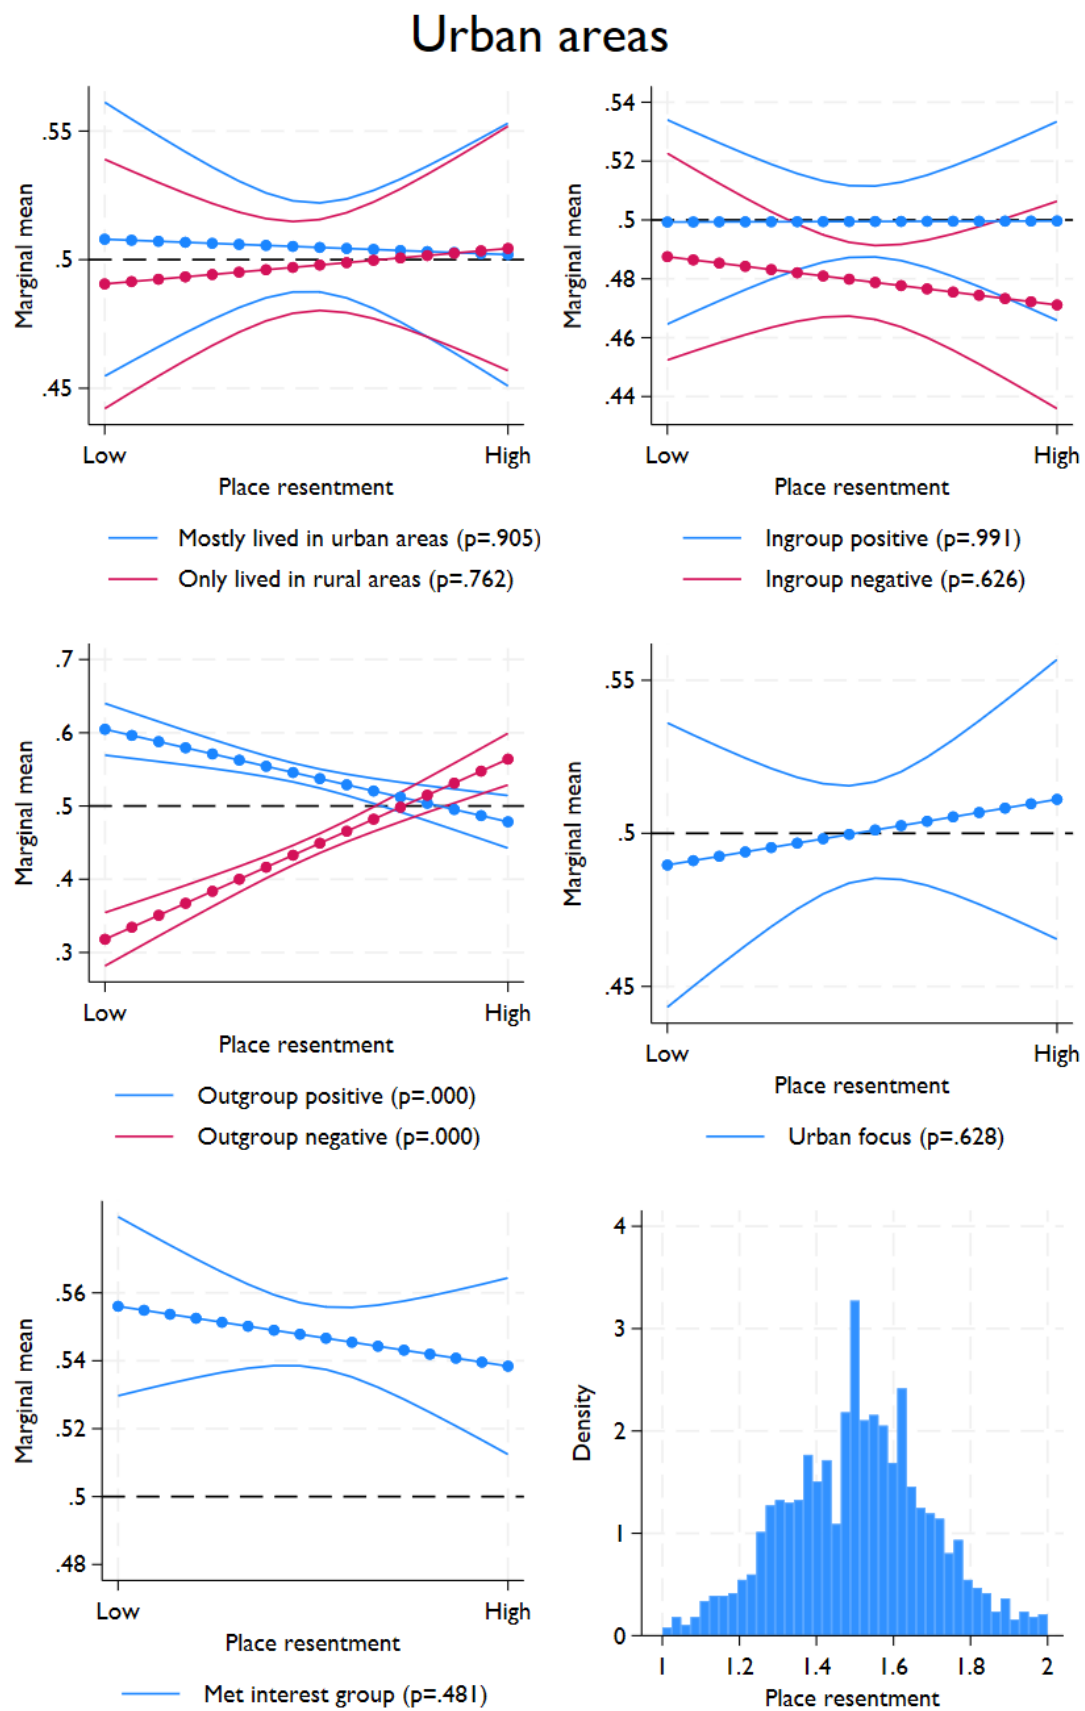 Urban areas
Marginal mean
.55
.5
.45
Low
High
Place resentment
Mostly lived in urban areas (p=.905)
Only lived in rural areas (p=.762)
Marginal mean
.54
.52
.5
.48
.46
.44
Low
High
Place resentment
Ingroup positive (p=.991)
Ingroup negative (p=.626)
Marginal mean
.7
.6
.5
.4
.3
Low
High
Place resentment
Outgroup positive (p=.000)
Outgroup negative (p=.000)
Marginal mean
.55
.5
.45
Low
High
Place resentment
Urban focus (p=.628)
Marginal mean
.56
.54
.52
.5
.48
Low
High
Place resentment
Met interest group (p=.481)
Density
4
3
2
1
0
1
1.2
1.4
1.6
1.8
2
Place resentment